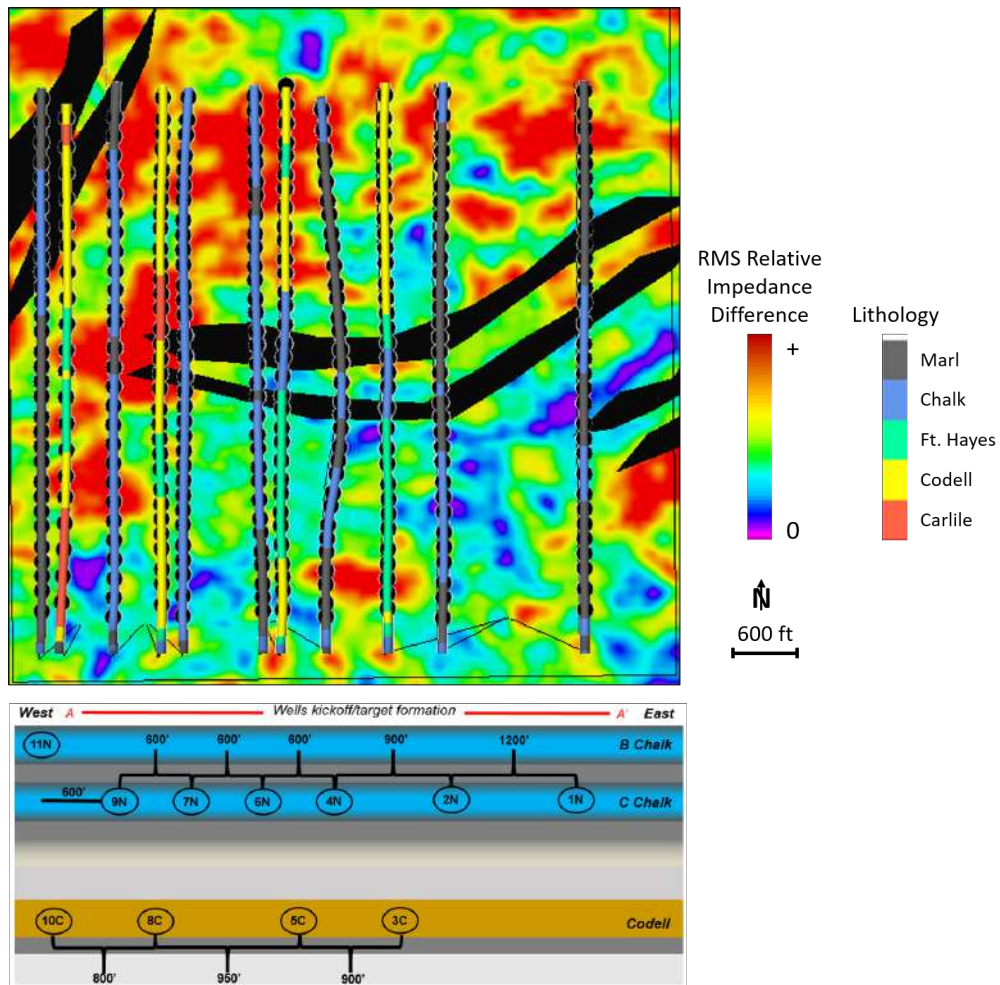 RMS Relative
Impedance
Difference
+
0
Lithology
Marl
Chalk
Ft. Hayes
Codell
Carlile
N
600 ft
West A Wells kickoff/target formation A' East
11N 600' 600' 800' 900' 1200' B Chalk
600' 9N 7N 6N 4N 2N 1N C Chalk
10C 8C 5C 3C Codell
800' 950' 900'